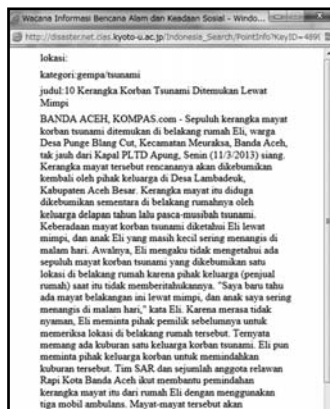 Wacana Informasi Bencana Alam dan Keadaan Sosial - Windo...
http://disaster.net.cies.kyoto-u.ac.jp/Indonesia_Search/PointInfo?KeyID=489
lokasi:
kategori:gempa/tsunami
judul:10 Kerangka Korban Tsunami Ditemukan Lewat
Mimpi
BANDA ACEH, KOMPAS.com - Sepuluh kerangka mayat
korban tsunami ditemukan di belakang rumah Eli, warga
Desa Punge Blang Cut, Kecamatan Meuraksa, Banda Aceh,
tak jauh dari Kapal PLTD Apung, Senin (11/3/2013) siang.
Kerangka mayat tersebut rencananya akan dikebumikan
kembali oleh pihak keluarga di Desa Lambadeuk,
Kabupaten Aceh Besar. Kerangka mayat itu diduga
dikebumikan sementara di belakang rumahnya oleh
keluarga delapan tahun lalu pasca-musibah tsunami.
Keberadaan mayat korban tsunami diketahui Eli lewat
mimpi, dan anak Eli yang masih kecil sering menangis di
malam hari. Awalnya, Eli mengaku tidak mengetahui ada
sepuluh mayat korban tsunami yang dikebumikan satu
lokasi di belakang rumah karena pihak keluarga (penjual
rumah) saat itu tidak memberitahukannya. "Saya baru tahu
ada mayat belakangan ini lewat mimpi, dan anak saya sering
menangis di malam hari," kata Eli. Karena merasa tidak
nyaman, Eli meminta pihak pemilik sebelumnya untuk
memeriksa lokasi di belakang rumah tersebut. Ternyata
memang ada kuburan satu keluarga korban tsunami. Eli pun
meminta pihak keluarga korban untuk memindahkan
kuburan tersebut. Tim SAR dan sejumlah anggota relawan
Rapi Kota Banda Aceh ikut membantu pemindahan
kerangka mayat itu dari rumah Eli dengan menggunakan
tiga mobil ambulans. Mayat-mayat tersebut akan